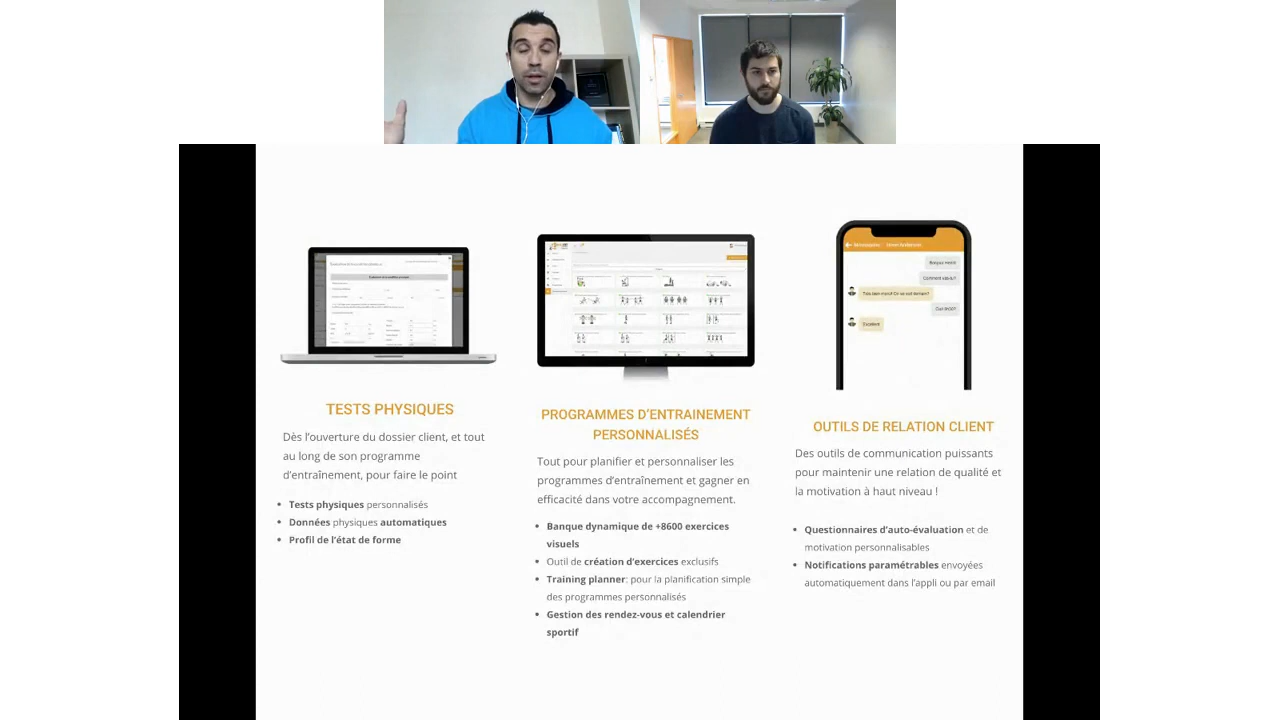 TESTS PHYSIQUES
Dès l'ouverture du dossier client, et tout
au long de son programme
d'entraînement, pour faire le point
• Tests physiques personnalisés
• Données physiques automatiques
• Profil de l'état de forme
PROGRAMMES D'ENTRAINEMENT
PERSONNALISÉS
Tout pour planifier et personnaliser les
programmes d'entraînement et gagner en
efficacité dans votre accompagnement.
• Banque dynamique de +8600 exercices
visuels
• Outil de création d'exercices exclusifs
• Training planner: pour la planification simple
des programmes personnalisés
• Gestion des rendez-vous et calendrier
sportif
Comment vas-tu?
Excellent
OUTILS DE RELATION CLIENT
Des outils de communication puissants
pour maintenir une relation de qualité et
la motivation à haut niveau !
• Questionnaires d'auto-évaluation et de
motivation personnalisables
• Notifications paramétrables envoyées
automatiquement dans l'appli ou par email